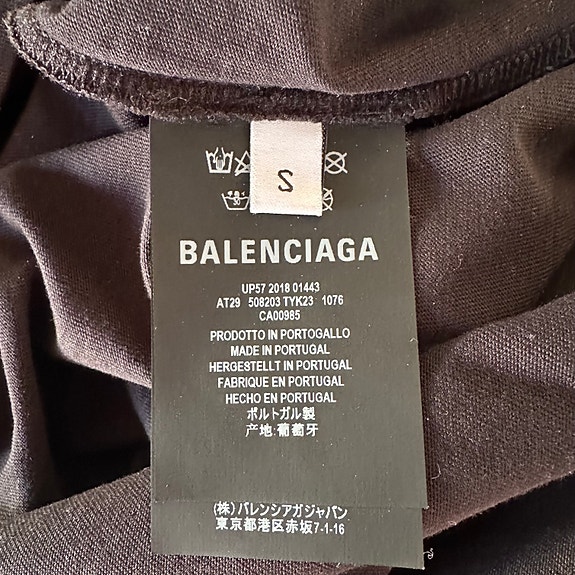 S
BALENCIAGA
UP57 2018 01443
AT29 508203 TYK23 1076
CA00985
PRODOTTO IN PORTOGALLO
MADE IN PORTUGAL
HERGESTELLT IN PORTUGAL
FABRIQUE EN PORTUGAL
HECHO EN PORTUGAL
ポルトガル製
产地:葡萄牙
(株)バレンシアガジャパン
東京都港区赤坂7-1-16